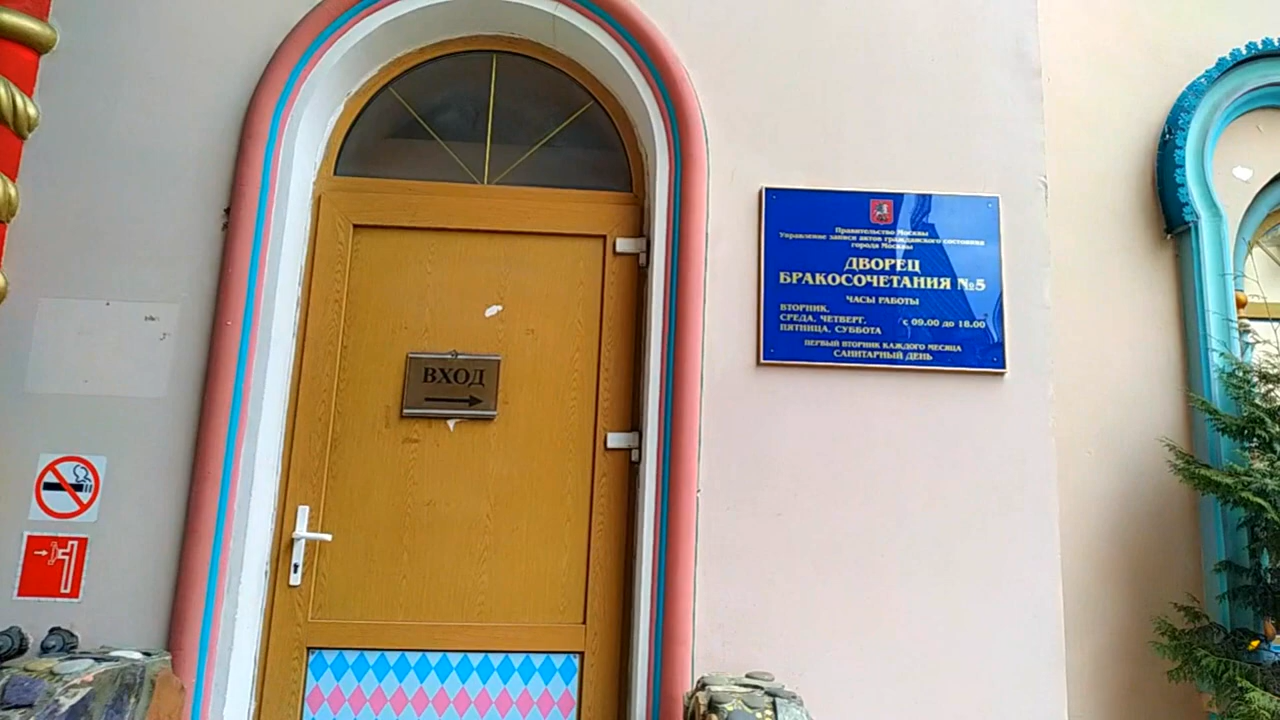 ВХОД
Правительство Москвы
Управление записи актов гражданского состояния
города Москвы
ДВОРЕЦ
БРАКОСОЧЕТАНИЯ №5
ЧАСЫ РАБОТЫ
ВТОРНИК,
СРЕДА, ЧЕТВЕРГ, с 09.00 до 18.00
ПЯТНИЦА, СУББОТА
ПЕРВЫЙ ВТОРНИК КАЖДОГО МЕСЯЦА
САНИТАРНЫЙ ДЕНЬ